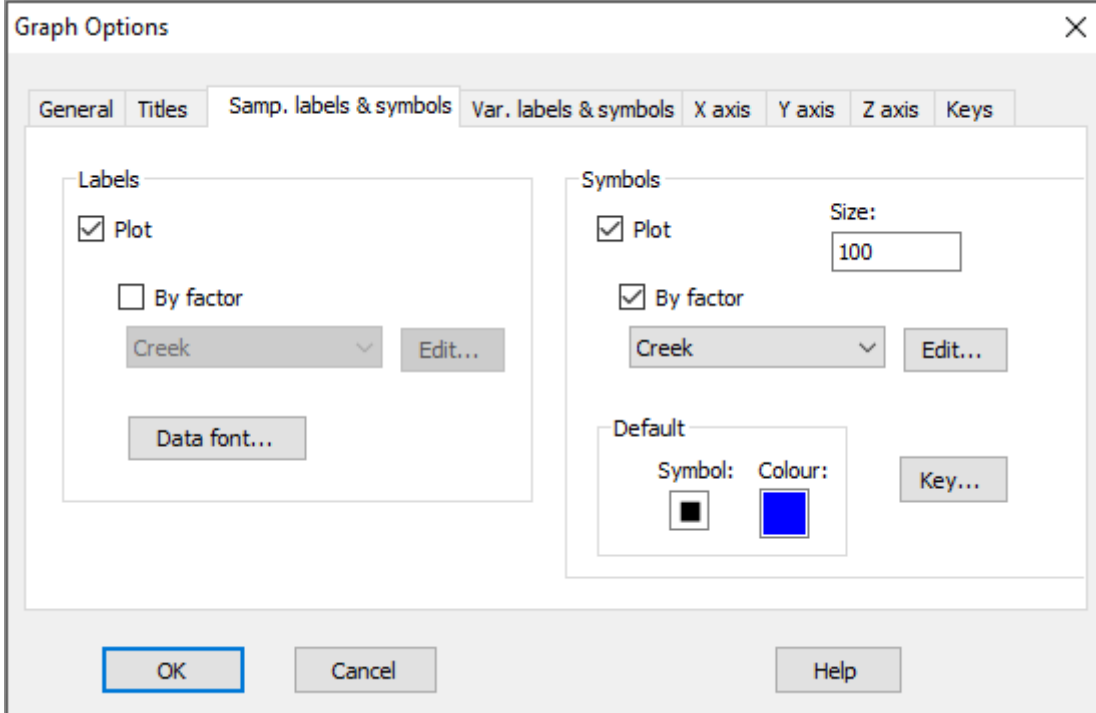 Graph Options
General Titles Samp. labels & symbols Var. labels & symbols X axis Y axis Z axis Keys
Labels
Plot
By factor
Creek Edit...
Data font...
Symbols
Plot
Size:
100
By factor
Creek Edit...
Default
Symbol: Colour:
Key...
OK Cancel Help